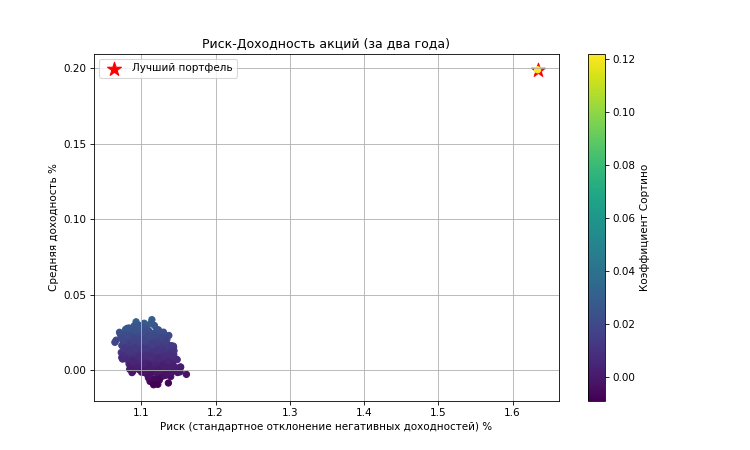 Риск-Доходность акций (за два года)
Лучший портфель
Средняя доходность %
0.20
0.15
0.10
0.05
0.00
1.1 1.2 1.3 1.4 1.5 1.6
Риск (стандартное отклонение негативных доходностей) %
0.12
0.10
0.08
0.06
0.04
0.02
0.00
Коэффициент Сортино